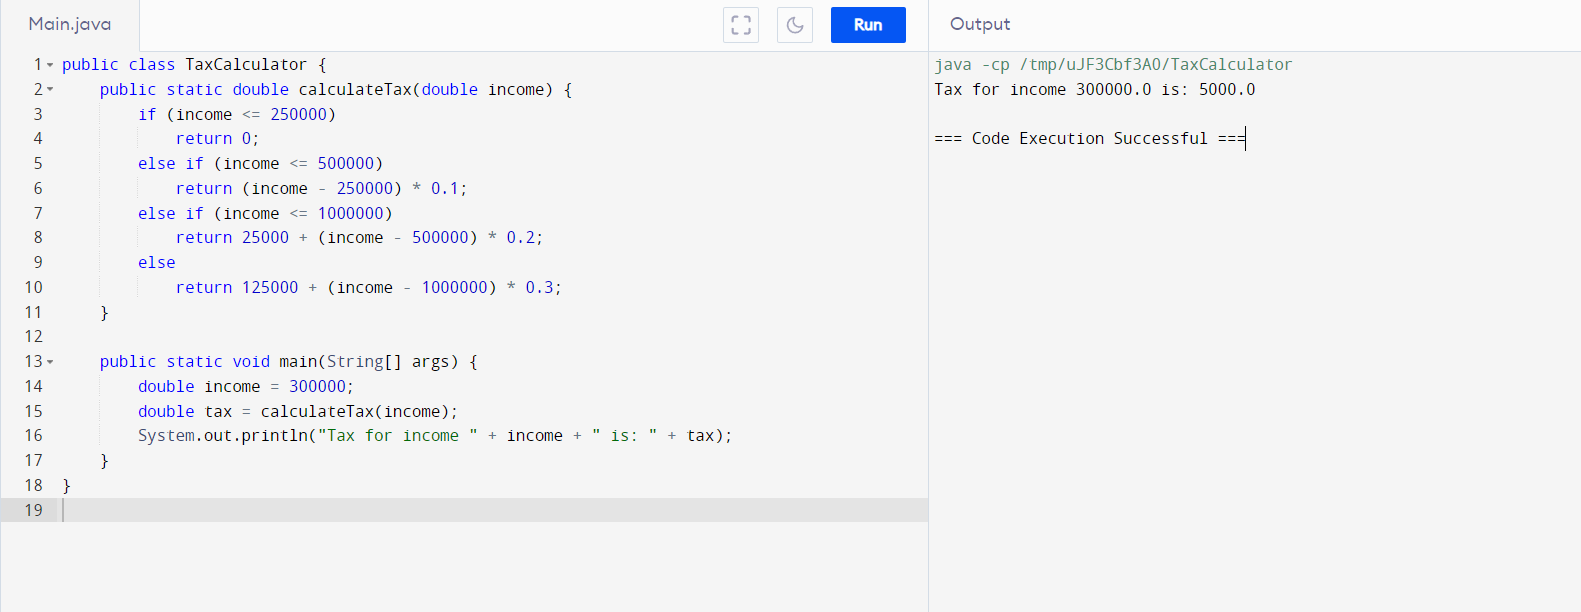 Main.java
Run
Output
1 public class TaxCalculator {
2     public static double calculateTax(double income) {
3         if (income <= 250000)
4             return 0;
5         else if (income <= 500000)
6             return (income - 250000) * 0.1;
7         else if (income <= 1000000)
8             return 25000 + (income - 500000) * 0.2;
9         else
10             return 125000 + (income - 1000000) * 0.3;
11     }
12
13     public static void main(String[] args) {
14         double income = 300000;
15         double tax = calculateTax(income);
16         System.out.println("Tax for income " + income + " is: " + tax);
17     }
18 }
19
java -cp /tmp/uJF3Cbf3A0/TaxCalculator
Tax for income 300000.0 is: 5000.0
=== Code Execution Successful ===